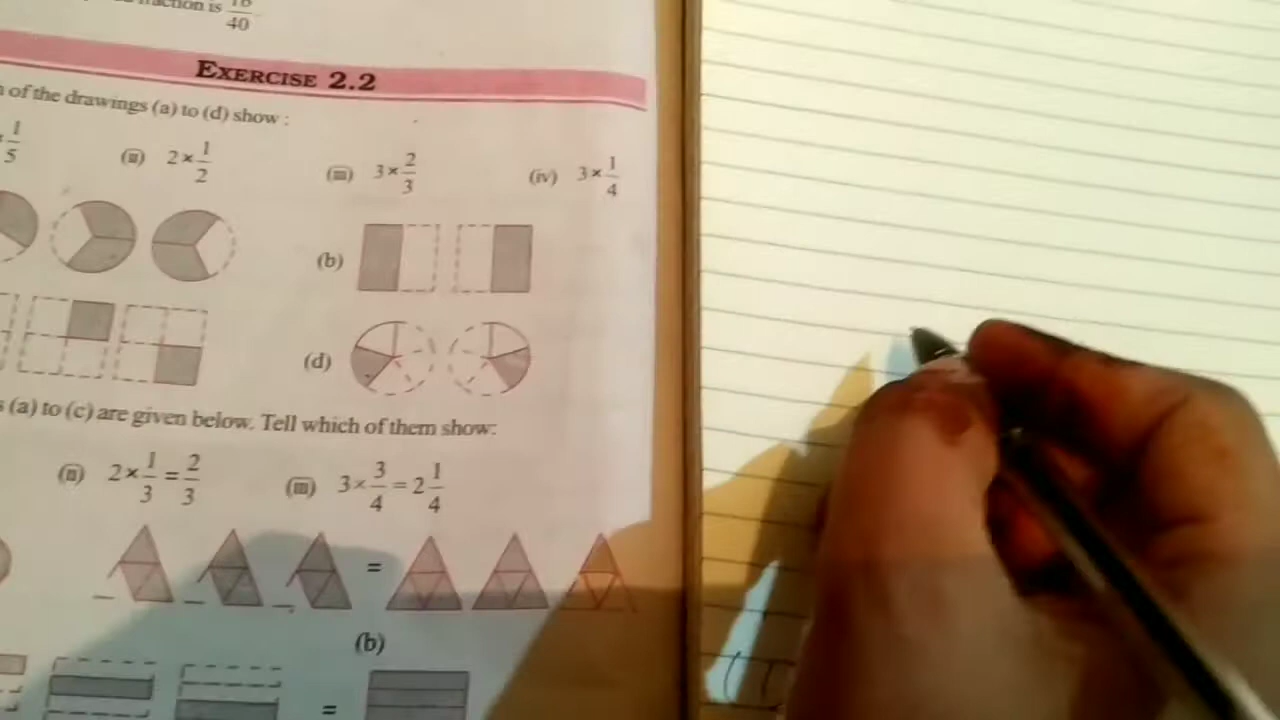 is 16/40
EXERCISE 2.2
of the drawings (a) to (d) show :
1/5 (ii) 2 × 1/2 (iii) 3 × 2/3 (iv) 3 × 1/4
(b)
(d)
(a) to (c) are given below. Tell which of them show:
(ii) 2 × 1/3 = 2/3 (iii) 3 × 3/4 = 2 1/4
=
(b)
=